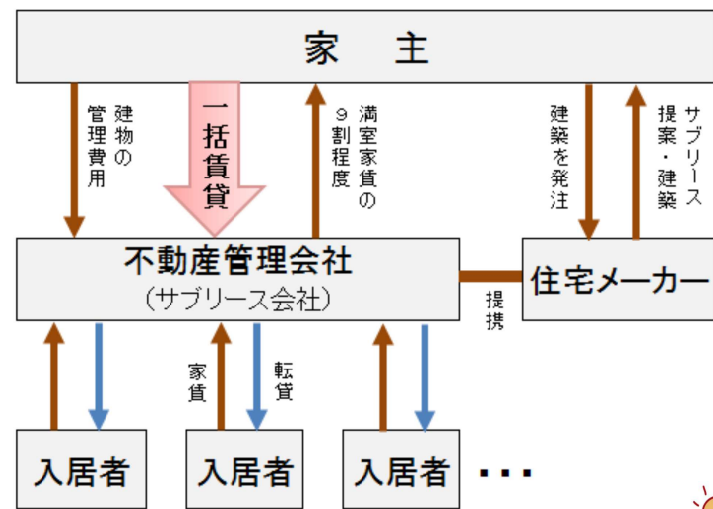 家 主
建物の
管理費用
一括賃貸
満室家賃の
9割程度
建築を発注
サブリース
提案・建築
不動産管理会社
(サブリース会社)
提携
住宅メーカー
家賃
転貸
入居者
入居者
入居者
・・・